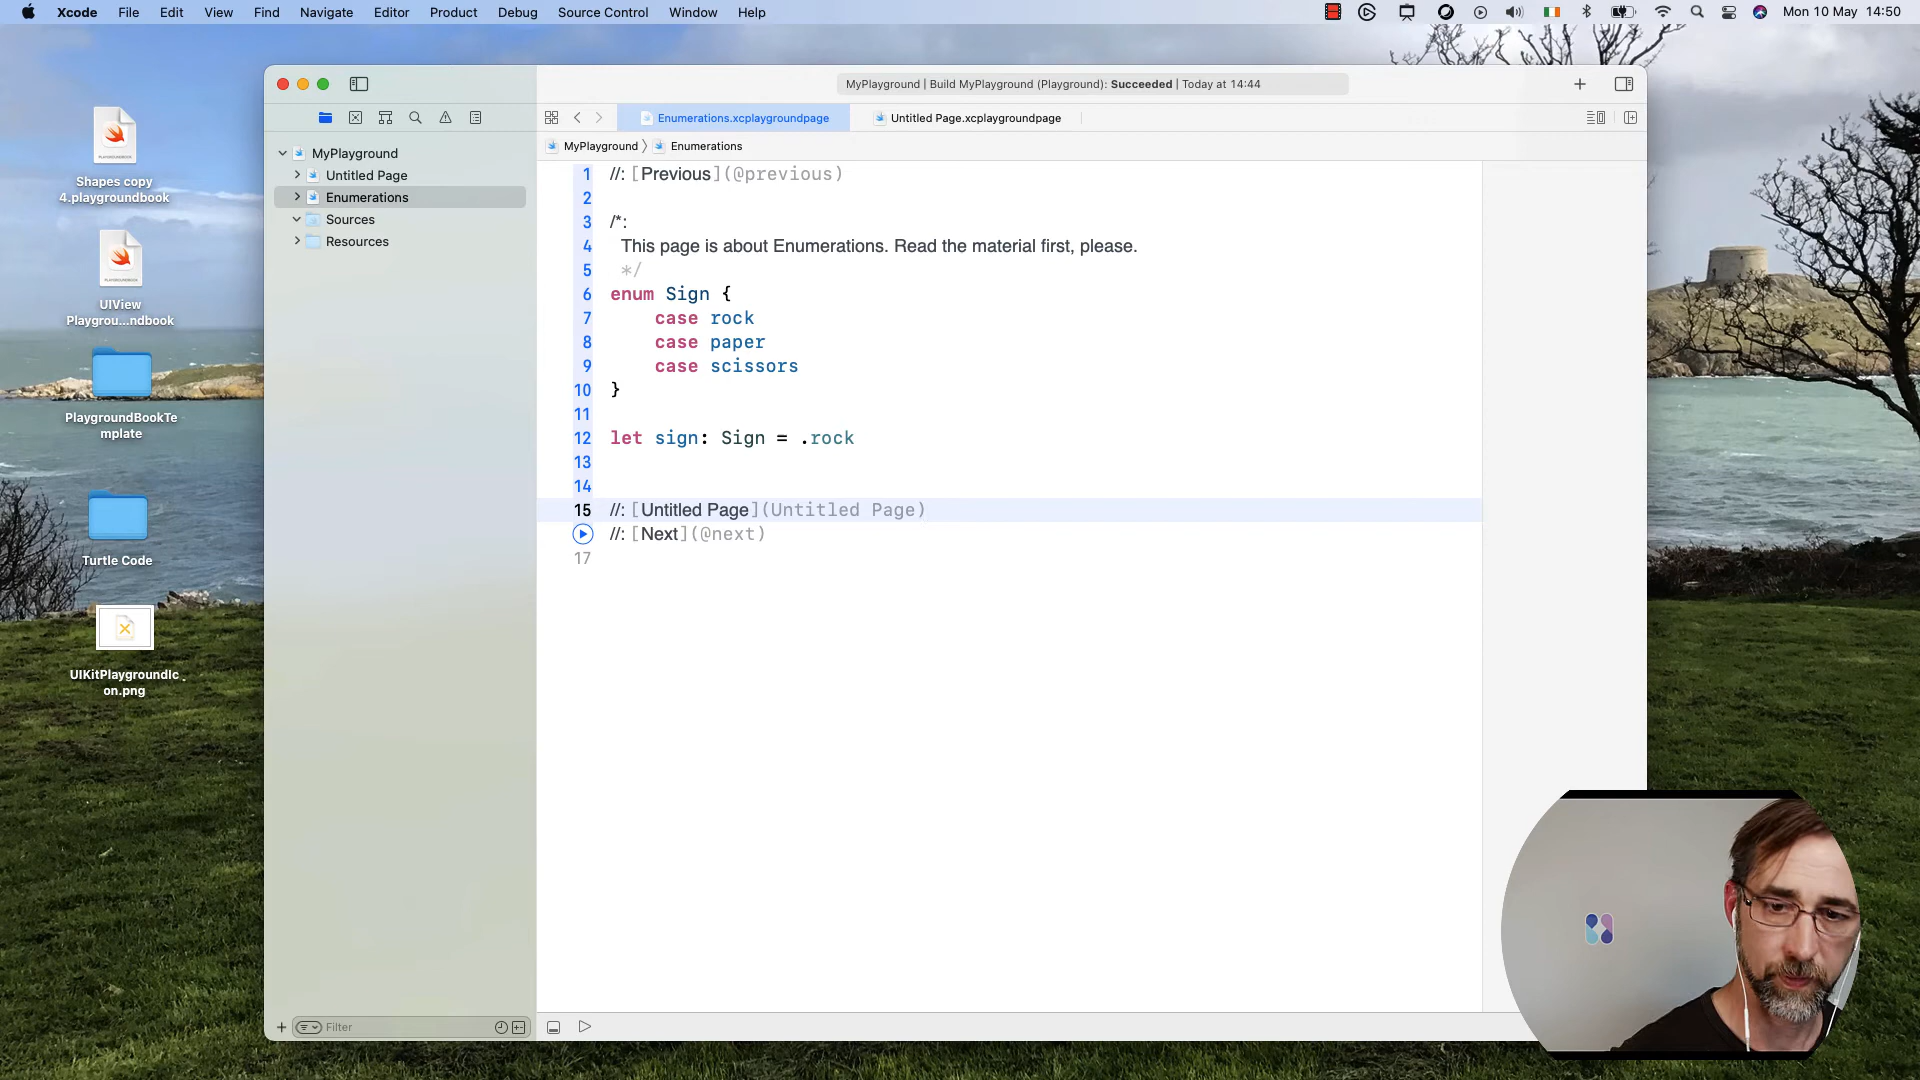 Xcode File Edit View Find Navigate Editor Product Debug Source Control Window Help
Mon 10 May 14:50
Shapes copy
4.playgroundbook
UIView
Playgrou...ndbook
PlaygroundBookTe
mplate
Turtle Code
UIKitPlaygroundIc
on.png
MyPlayground | Build MyPlayground (Playground): Succeeded | Today at 14:44
Enumerations.xcplaygroundpage
Untitled Page.xcplaygroundpage
MyPlayground
Untitled Page
Enumerations
Sources
Resources
Filter
MyPlayground 〉 Enumerations
1 //: [Previous](@previous)
2
3 /*:
4 This page is about Enumerations. Read the material first, please.
5 */
6 enum Sign {
7 case rock
8 case paper
9 case scissors
10 }
11
12 let sign: Sign = .rock
13
14
15 //: [Untitled Page](Untitled Page)
//: [Next](@next)
17